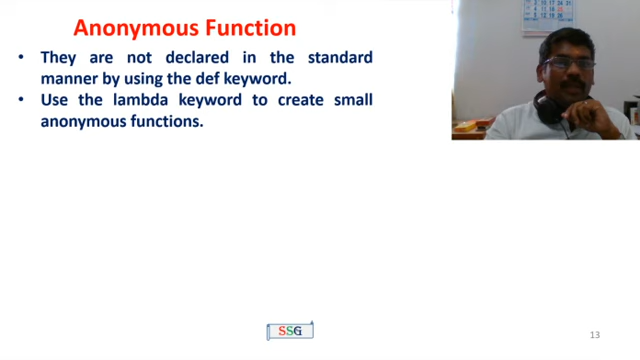 Anonymous Function
• They are not declared in the standard
manner by using the def keyword.
• Use the lambda keyword to create small
anonymous functions.
SSG
13